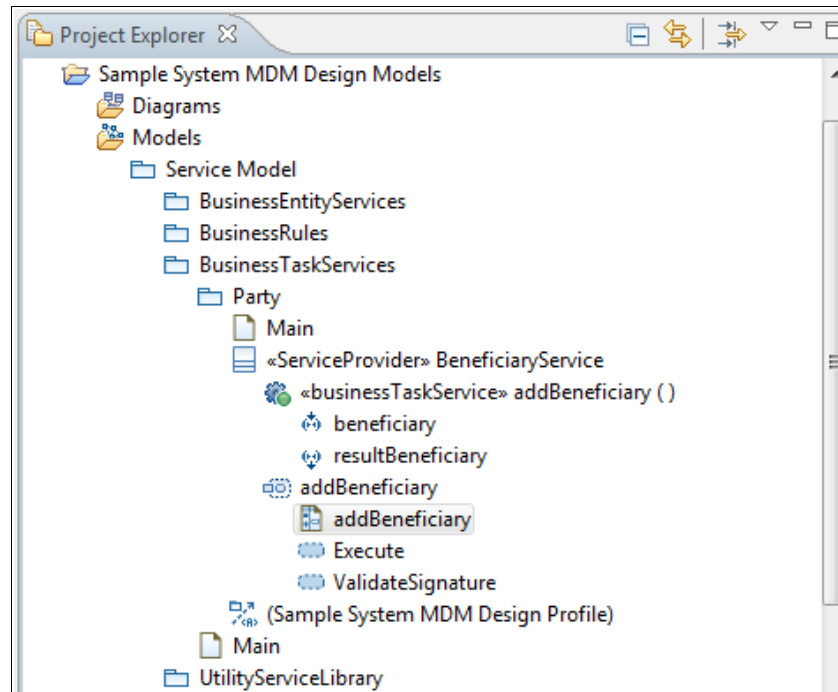 Project Explorer
Sample System MDM Design Models
Diagrams
Models
Service Model
BusinessEntityServices
BusinessRules
BusinessTaskServices
Party
Main
«ServiceProvider» BeneficiaryService
«businessTaskService» addBeneficiary ( )
beneficiary
resultBeneficiary
addBeneficiary
addBeneficiary
Execute
ValidateSignature
(Sample System MDM Design Profile)
Main
UtilityServiceLibrary